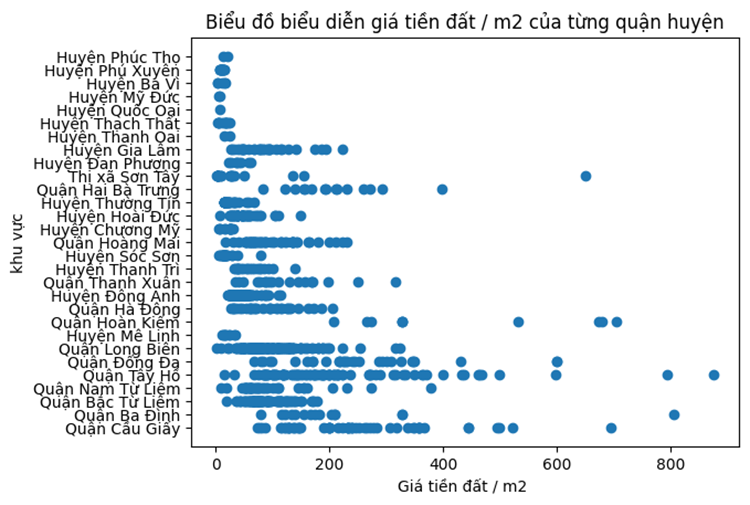 Biểu đồ biểu diễn giá tiền đất / m2 của từng quận huyện
Huyện Phúc Thọ
Huyện Phú Xuyên
Huyện Ba Vì
Huyện Mỹ Đức
Huyện Quốc Oai
Huyện Thạch Thất
Huyện Thanh Oai
Huyện Gia Lâm
Huyện Đan Phượng
Thị xã Sơn Tây
Quận Hai Bà Trưng
Huyện Thường Tín
Huyện Hoài Đức
Huyện Chương Mỹ
Quận Hoàng Mai
Huyện Sóc Sơn
Huyện Thanh Trì
Quận Thanh Xuân
Huyện Đông Anh
Quận Hà Đông
Quận Hoàn Kiếm
Huyện Mê Linh
Quận Long Biên
Quận Đống Đa
Quận Tây Hồ
Quận Nam Từ Liêm
Quận Bắc Từ Liêm
Quận Ba Đình
Quận Cầu Giấy
khu vực
0 200 400 600 800
Giá tiền đất / m2